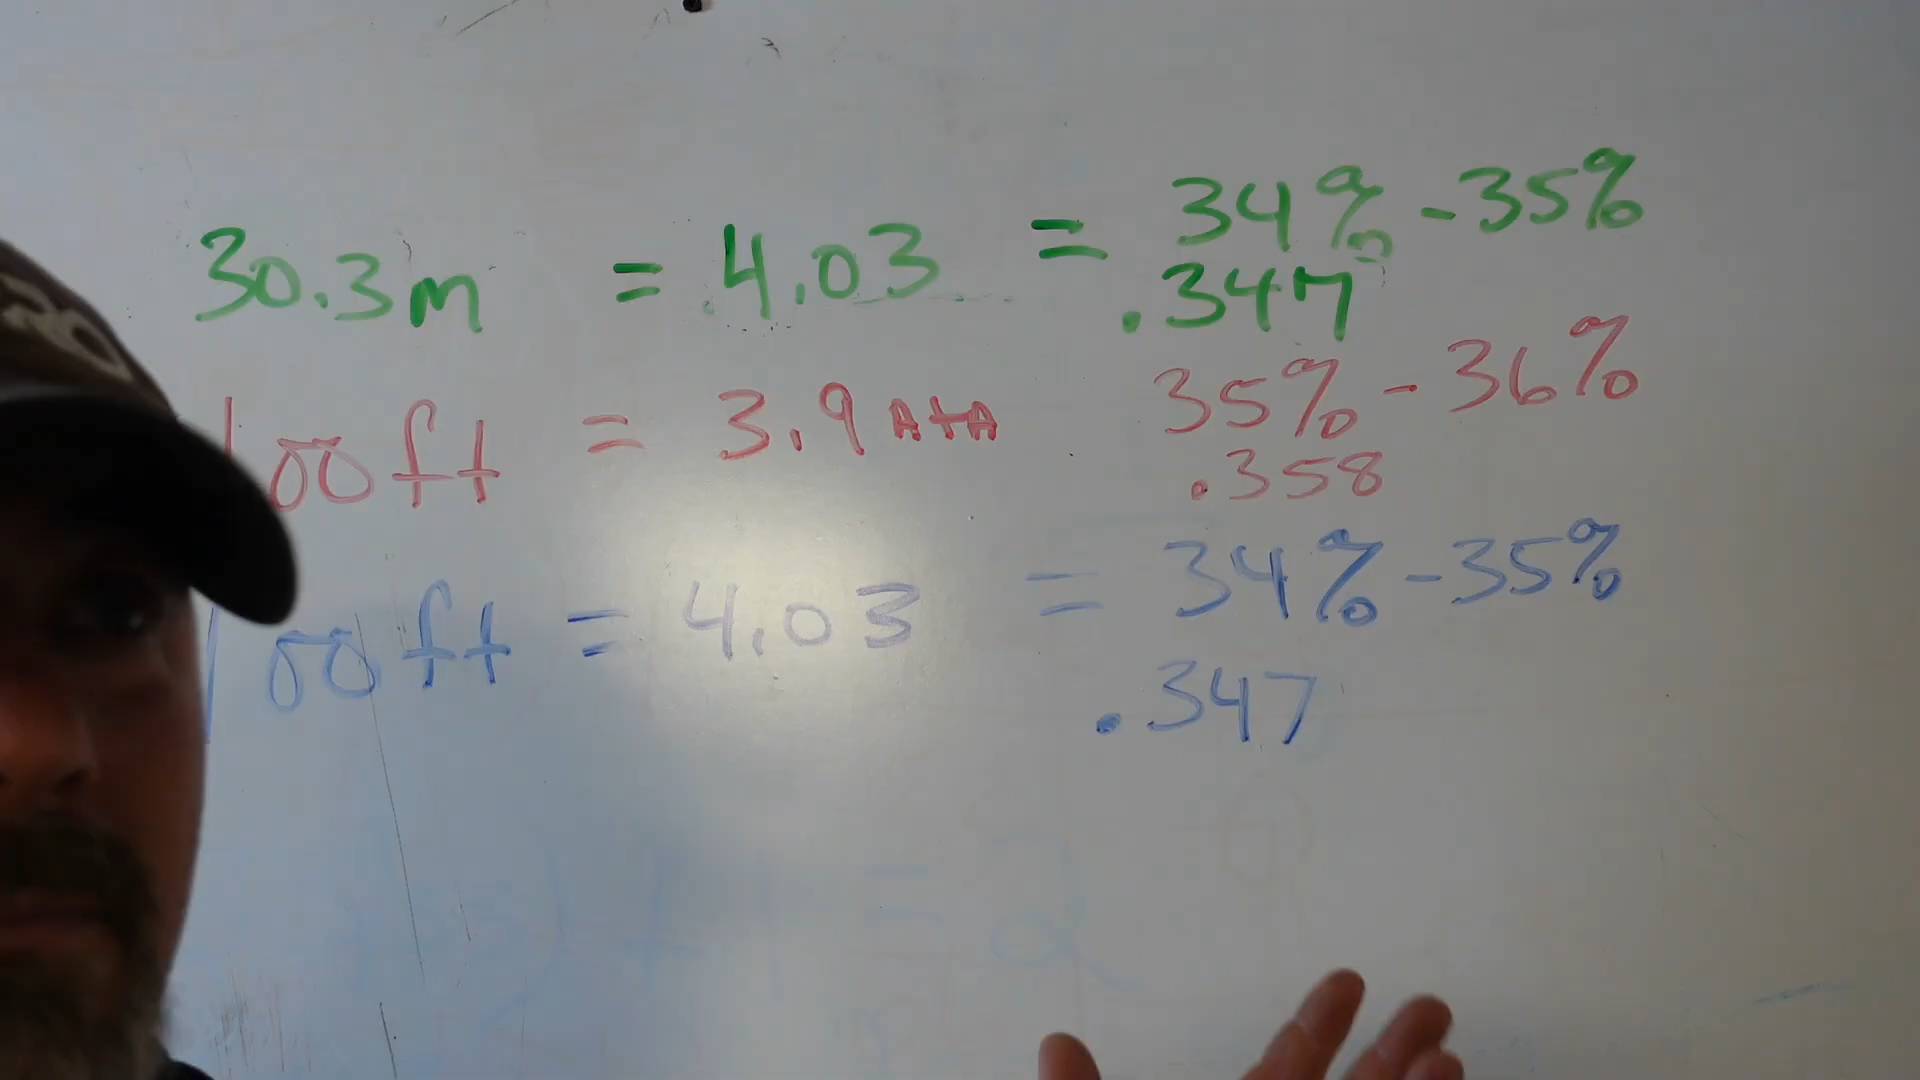 30.3m = 4.03 = 34% - 35%
.347
100ft = 3.9 AtA 35% - 36%
.358
100ft = 4.03 = 34% - 35%
.347